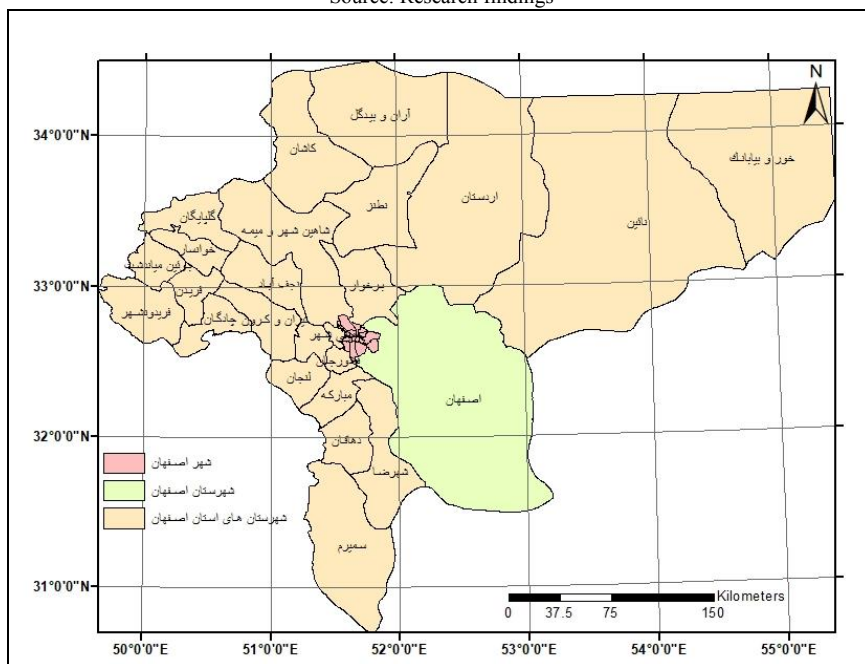 Source: Research findings
N
34°0'0"N
33°0'0"N
32°0'0"N
31°0'0"N
آران و بیدگل
کاشان
خور و بیابانک
اردستان
نطنز
نائین
گلپایگان
شاهین شهر و میمه
خوانسار
نجف آباد
برخوار
فریدن
فریدونشهر
تیران و کرون
چادگان
لنجان
مبارکه
اصفهان
دهاقان
شهرضا
سمیرم
شهر اصفهان
شهرستان اصفهان
شهرستان های استان اصفهان
Kilometers
0 37.5 75 150
50°0'0"E 51°0'0"E 52°0'0"E 53°0'0"E 54°0'0"E 55°0'0"E